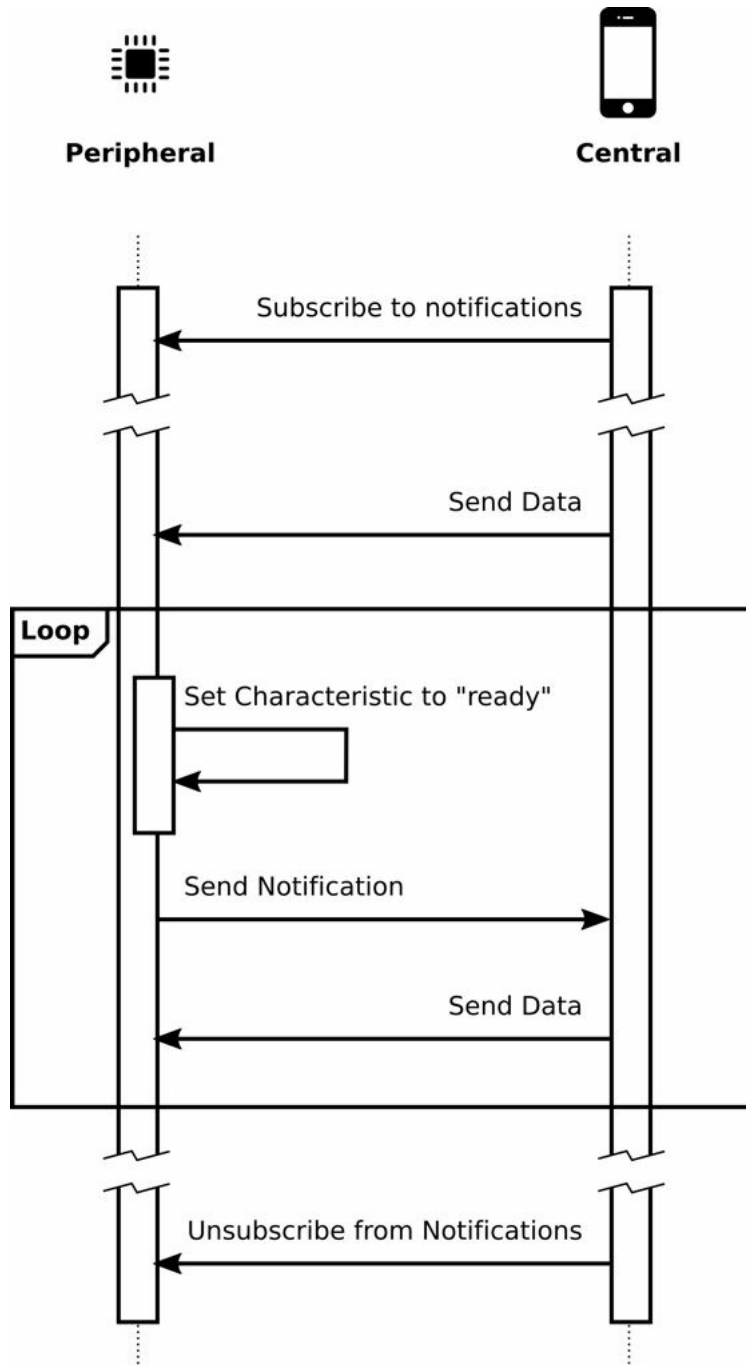 Peripheral
Central
Subscribe to notifications
Send Data
Loop
Set Characteristic to "ready"
Send Notification
Send Data
Unsubscribe from Notifications